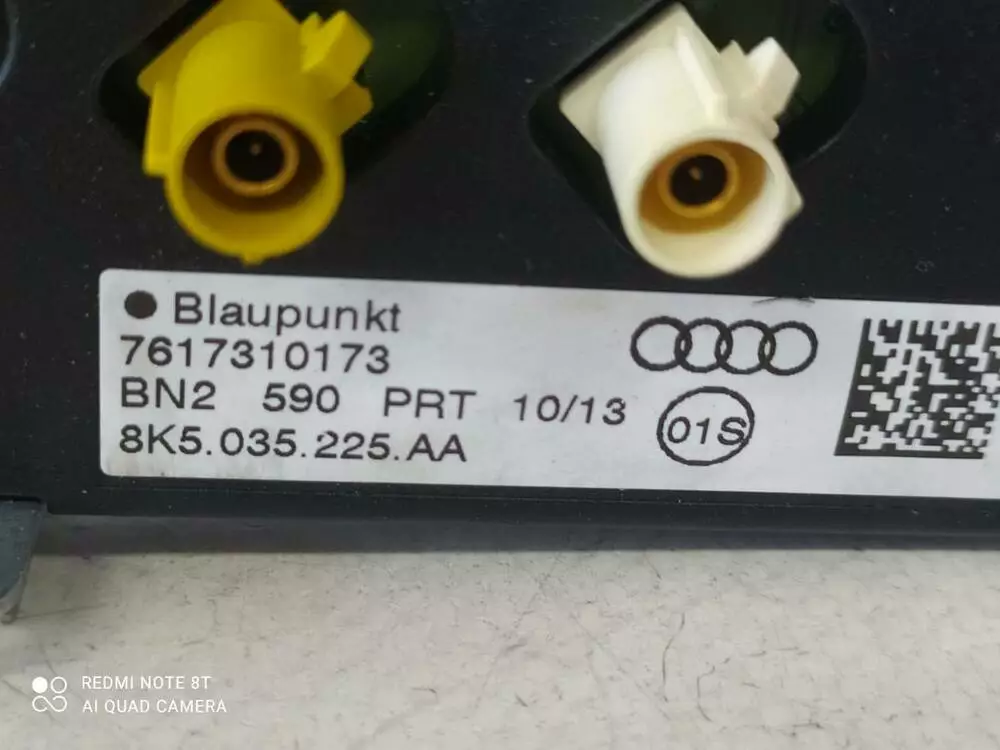 Blaupunkt
7617310173
BN2 590 PRT 10/13
01S
8K5.035.225.AA
REDMI NOTE 8T
AI QUAD CAMERA